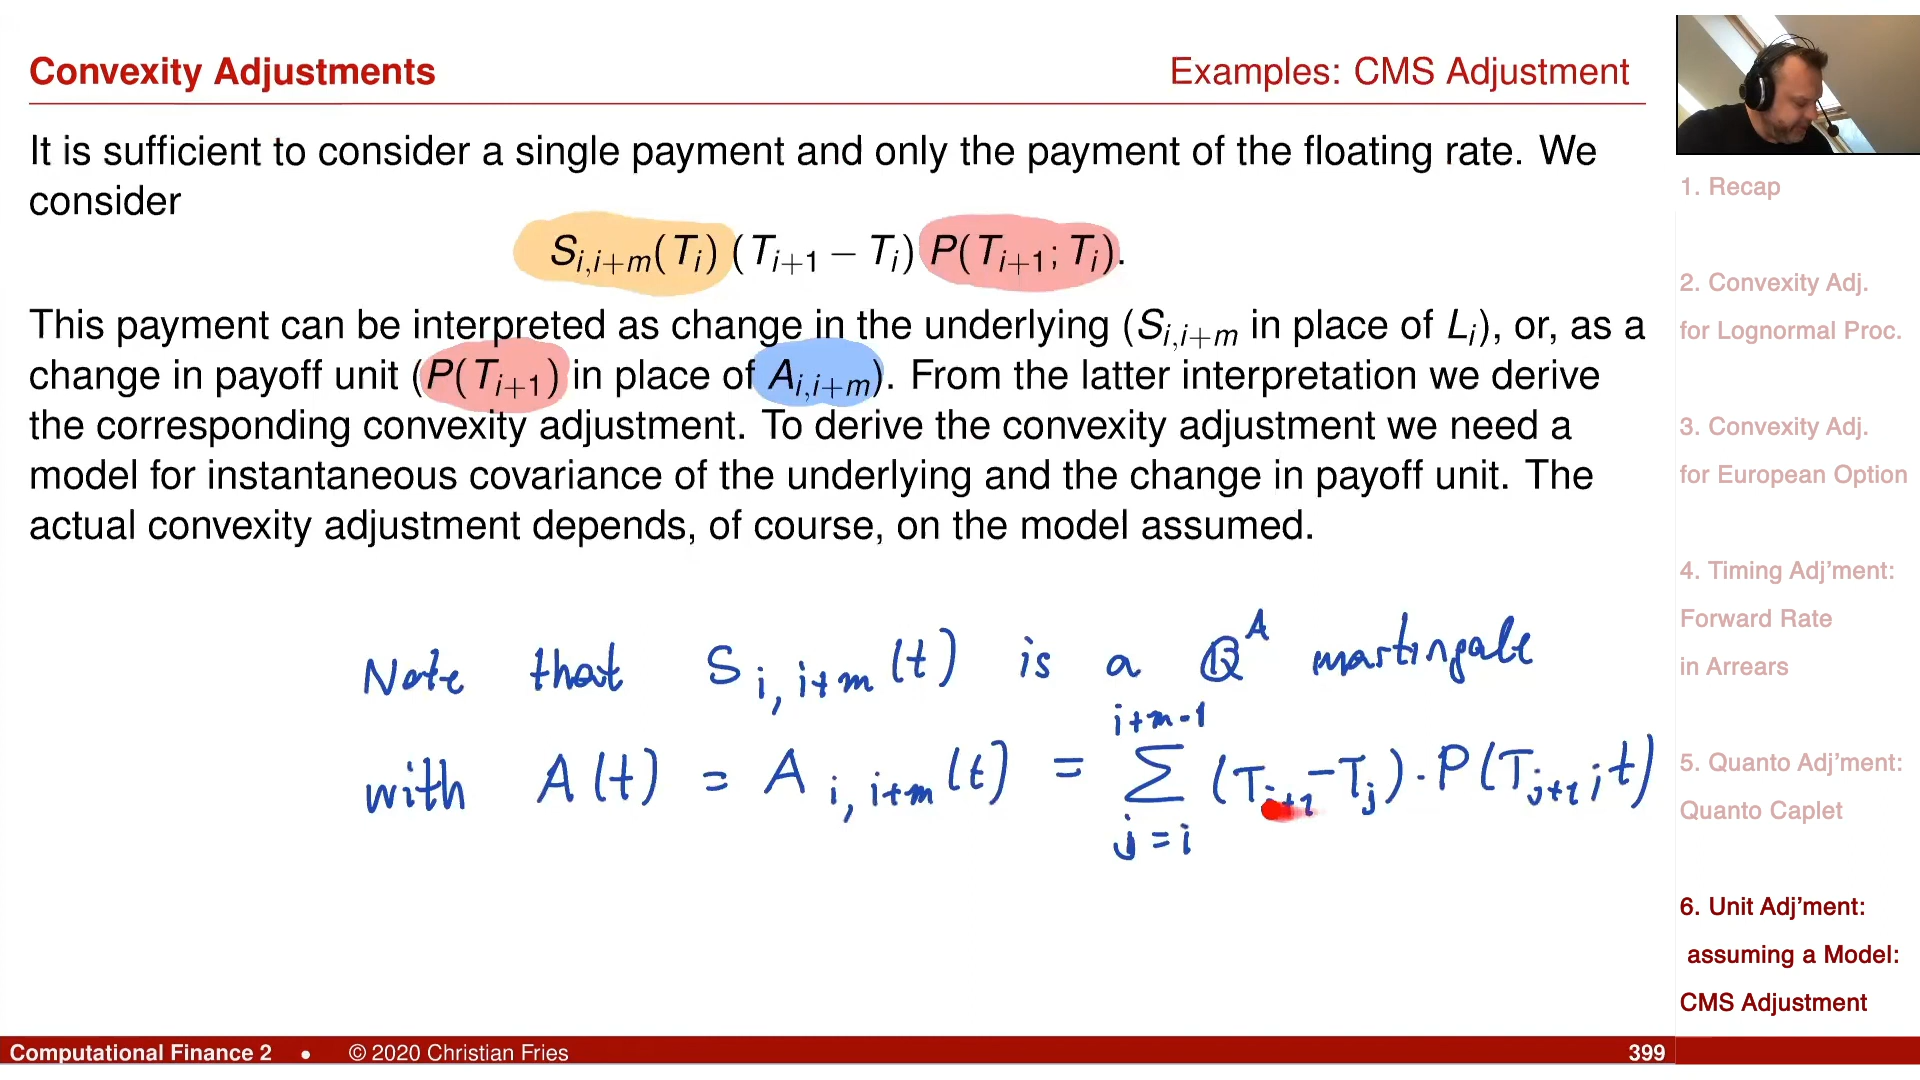 Convexity Adjustments
Examples: CMS Adjustment
It is sufficient to consider a single payment and only the payment of the floating rate. We
consider
S_{i,i+m}(T_i) (T_{i+1} − T_i) P(T_{i+1}; T_i).
This payment can be interpreted as change in the underlying (S_{i,i+m} in place of L_i), or, as a
change in payoff unit (P(T_{i+1}) in place of A_{i,i+m}). From the latter interpretation we derive
the corresponding convexity adjustment. To derive the convexity adjustment we need a
model for instantaneous covariance of the underlying and the change in payoff unit. The
actual convexity adjustment depends, of course, on the model assumed.
Note that S_{i,i+m}(t) is a Q^A martingale
with A(t) = A_{i,i+m}(t) = ∑_{j=i}^{i+m-1} (T_{j+1} − T_j) · P(T_{j+1}; t)
1. Recap
2. Convexity Adj.
for Lognormal Proc.
3. Convexity Adj.
for European Option
4. Timing Adj'ment:
Forward Rate
in Arrears
5. Quanto Adj'ment:
Quanto Caplet
6. Unit Adj'ment:
assuming a Model:
CMS Adjustment
Computational Finance 2 • © 2020 Christian Fries
399